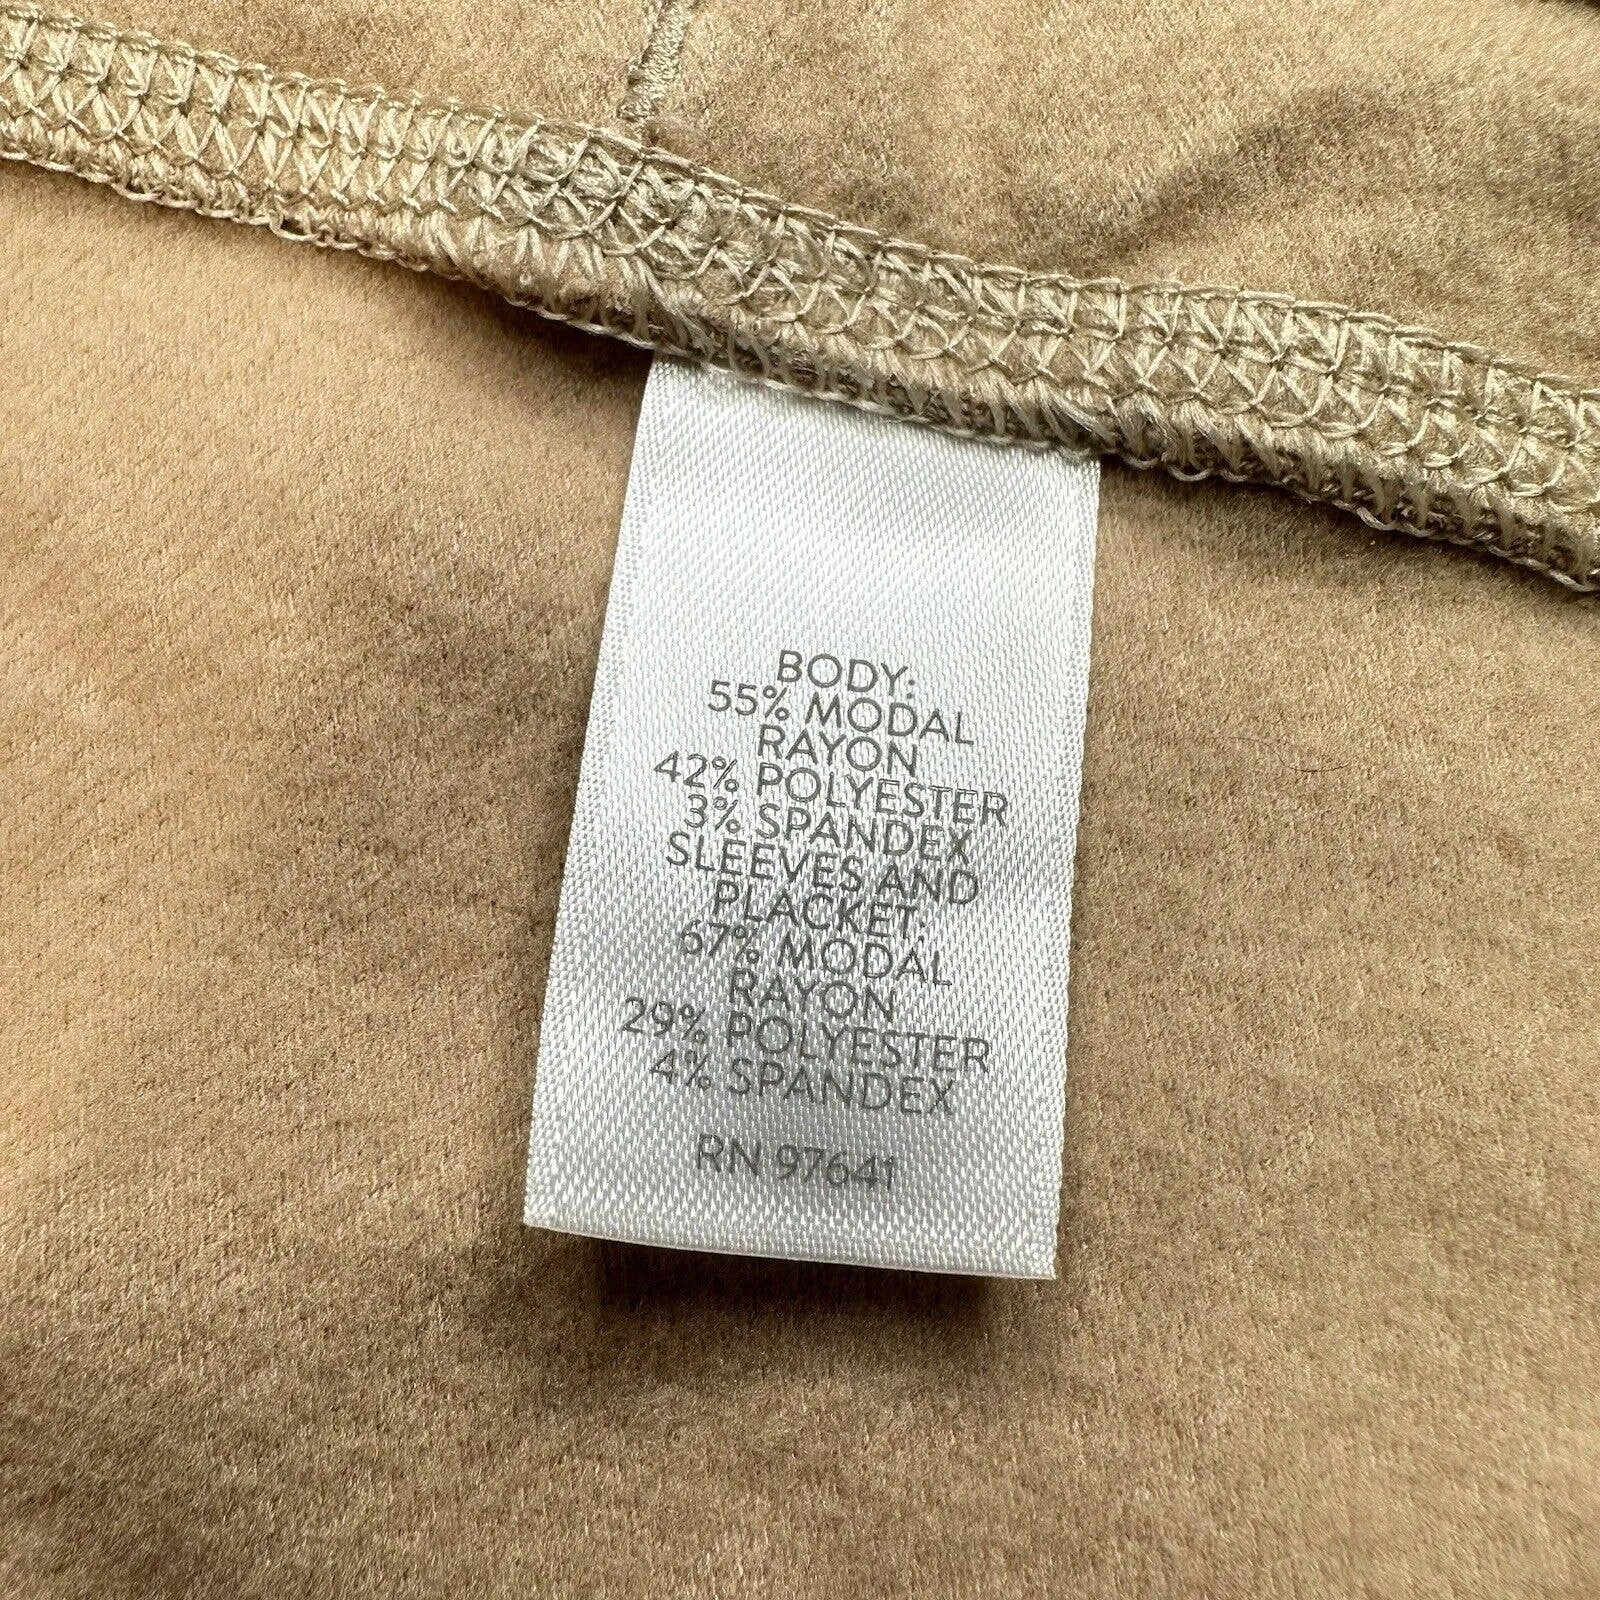 BODY:
55% MODAL
RAYON
42% POLYESTER
3% SPANDEX
SLEEVES AND
PLACKET:
67% MODAL
RAYON
29% POLYESTER
4% SPANDEX
RN 97641